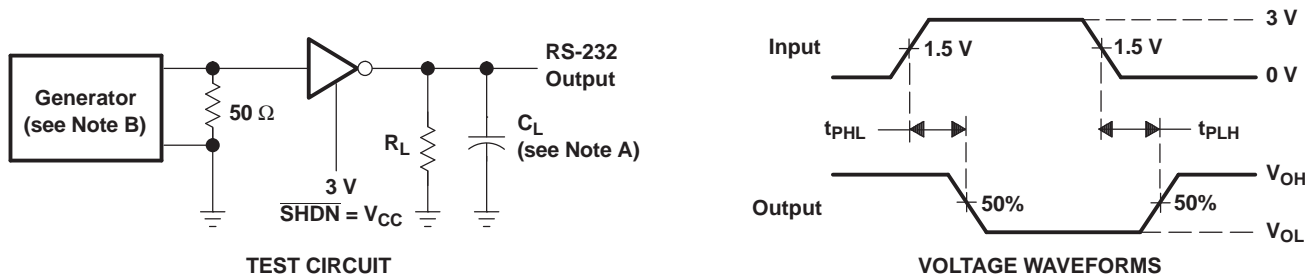 Generator
(see Note B)
50 Ω
3 V
SHDN = VCC
RL
CL
(see Note A)
RS-232
Output
TEST CIRCUIT
Input
1.5 V
1.5 V
3 V
0 V
tPHL
tPLH
Output
50%
50%
VOH
VOL
VOLTAGE WAVEFORMS